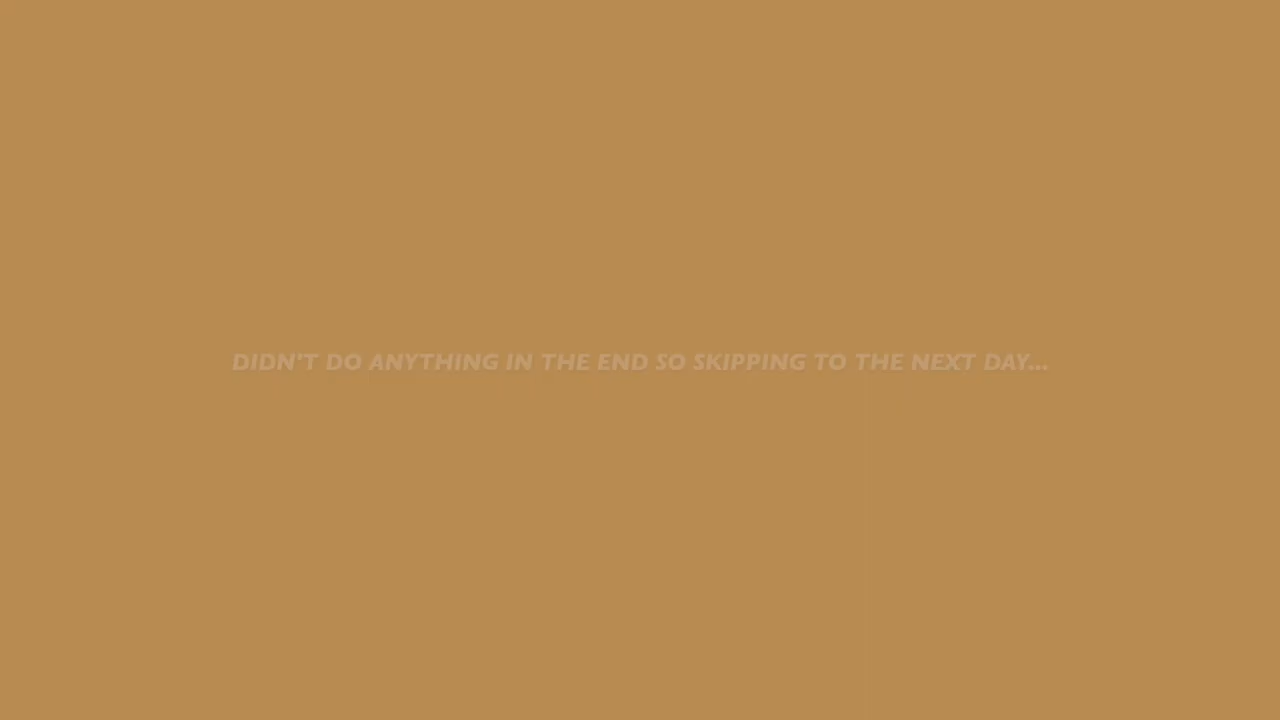 DIDN'T DO ANYTHING IN THE END SO SKIPPING TO THE NEXT DAY...